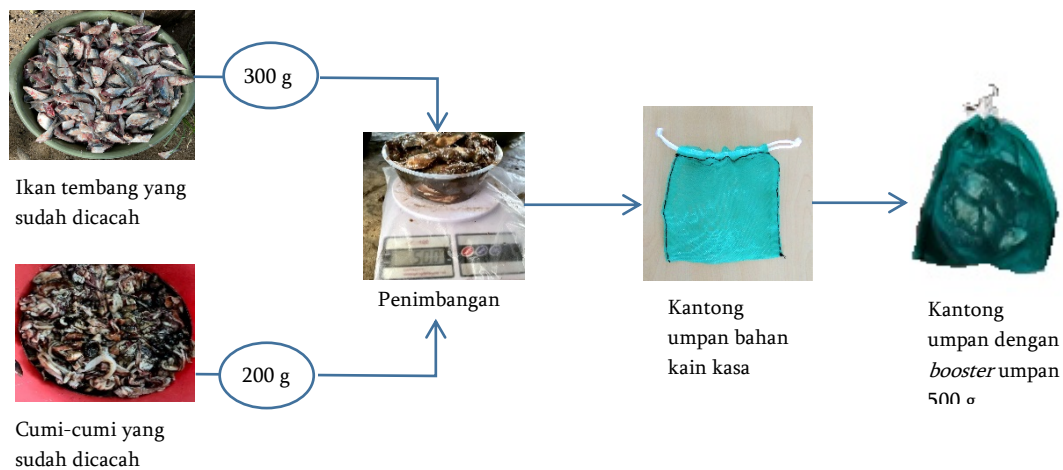 300 g
Ikan tembang yang
sudah dicacah
Penimbangan
200 g
Cumi-cumi yang
sudah dicacah
Kantong
umpan bahan
kain kasa
Kantong
umpan dengan
booster umpan
500 g